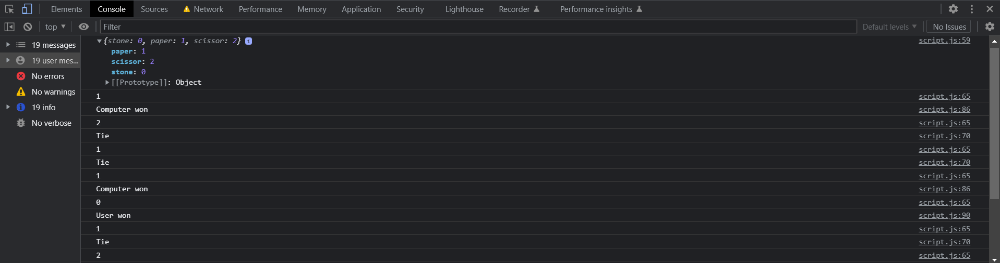 Elements Console Sources Network Performance Memory Application Security Lighthouse Recorder Performance insights
top Filter Default levels No Issues
19 messages
19 user mes...
No errors
No warnings
19 info
No verbose
{stone: 0, paper: 1, scissor: 2} i script.js:59
paper: 1
scissor: 2
stone: 0
[[Prototype]]: Object
1 script.js:65
Computer won script.js:86
2 script.js:65
Tie script.js:70
1 script.js:65
Tie script.js:70
1 script.js:65
Computer won script.js:86
0 script.js:65
User won script.js:90
1 script.js:65
Tie script.js:70
2 script.js:65